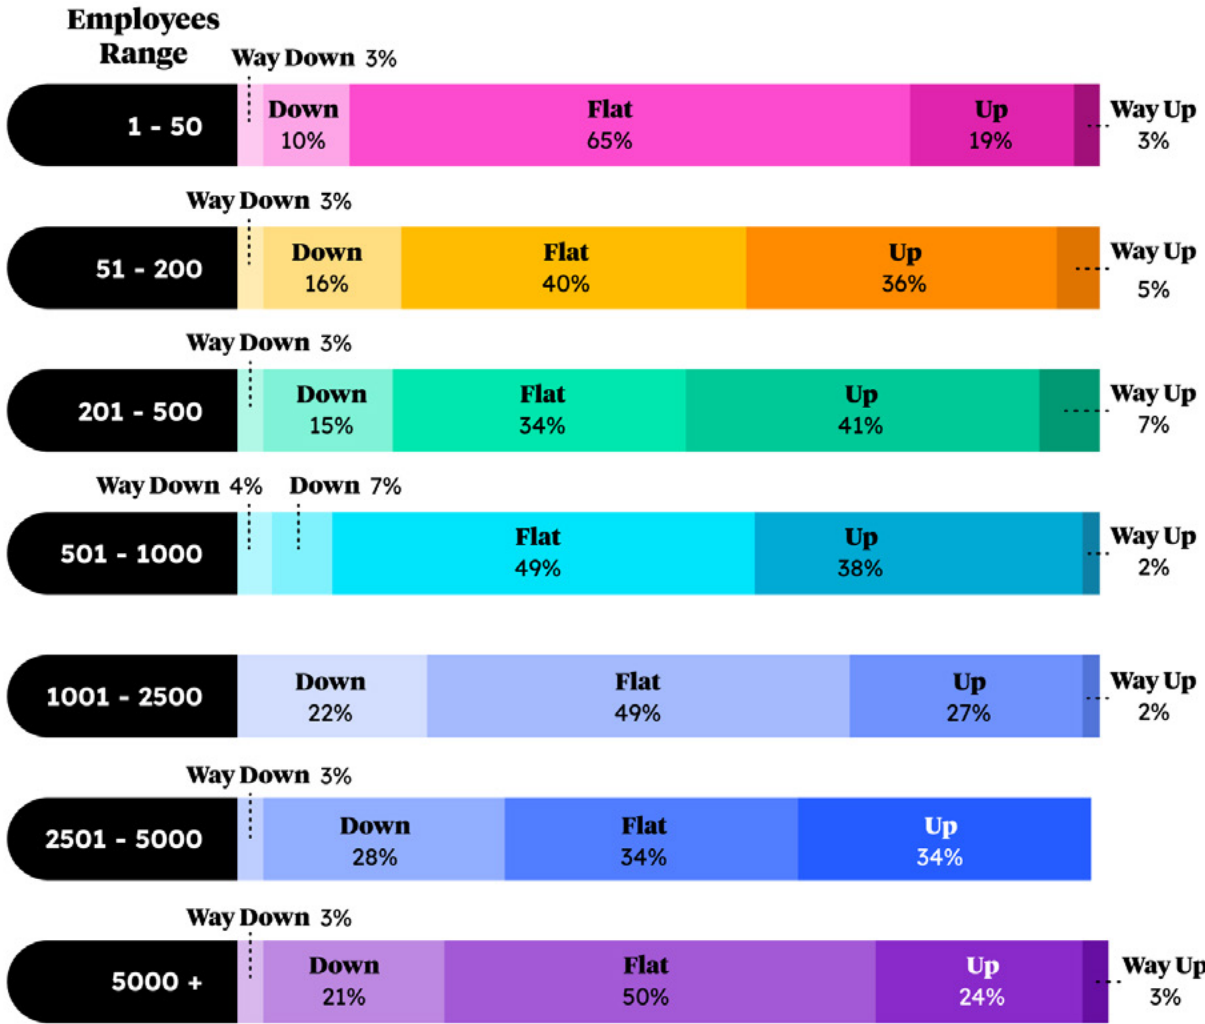 Employees
Range
Way Down 3%
1 - 50
Down
10%
Flat
65%
Up
19%
Way Up
3%
Way Down 3%
51 - 200
Down
16%
Flat
40%
Up
36%
Way Up
5%
Way Down 3%
201 - 500
Down
15%
Flat
34%
Up
41%
Way Up
7%
Way Down 4%
Down 7%
501 - 1000
Flat
49%
Up
38%
Way Up
2%
1001 - 2500
Down
22%
Flat
49%
Up
27%
Way Up
2%
Way Down 3%
2501 - 5000
Down
28%
Flat
34%
Up
34%
Way Down 3%
5000 +
Down
21%
Flat
50%
Up
24%
Way Up
3%